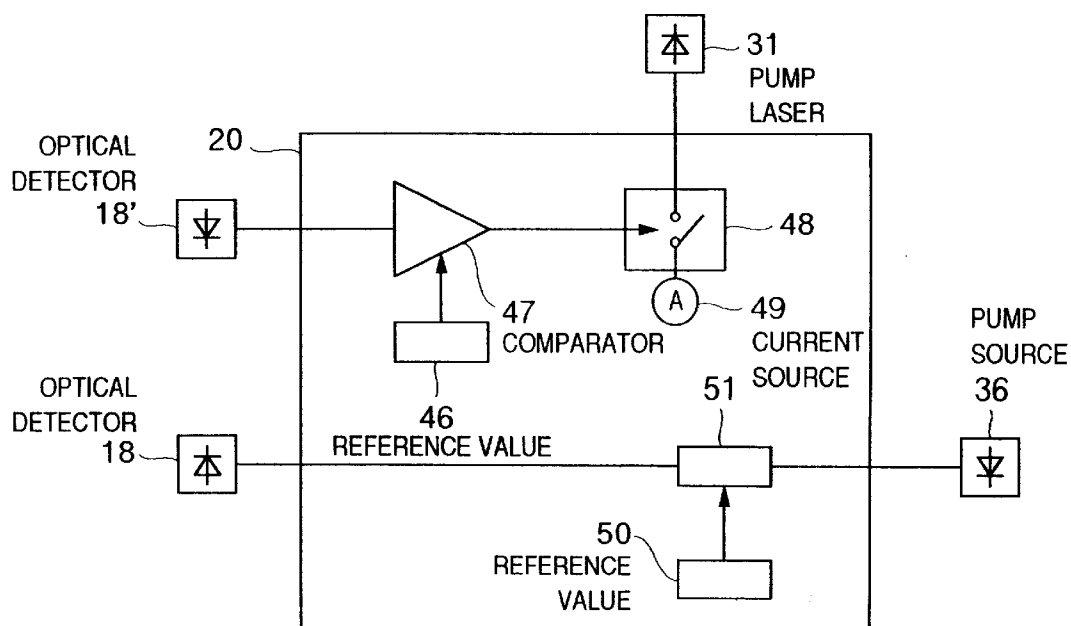 31
PUMP
LASER
20
OPTICAL
DETECTOR
18'
48
47
COMPARATOR
A
49
CURRENT
SOURCE
PUMP
SOURCE
36
46
REFERENCE VALUE
OPTICAL
DETECTOR
18
51
50
REFERENCE
VALUE